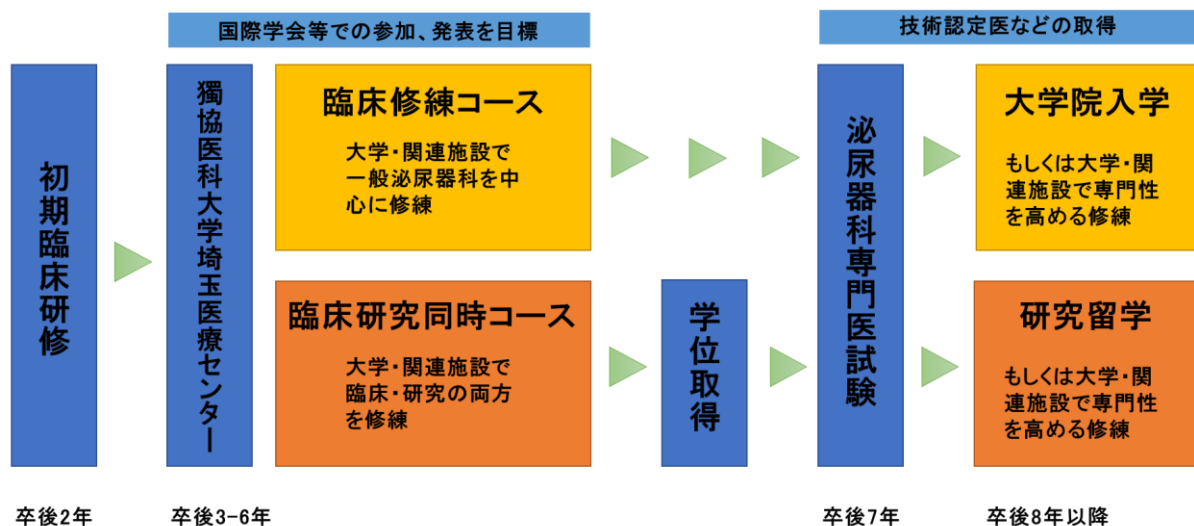 国際学会等での参加、発表を目標
技術認定医などの取得
初期臨床研修
獨協医科大学埼玉医療センター
臨床修練コース
大学・関連施設で
一般泌尿器科を中
心に修練
臨床研究同時コース
大学・関連施設で
臨床・研究の両方
を修練
学位取得
泌尿器科専門医試験
大学院入学
もしくは大学・関
連施設で専門性
を高める修練
研究留学
もしくは大学・関
連施設で専門性
を高める修練
卒後2年
卒後3-6年
卒後7年
卒後8年以降